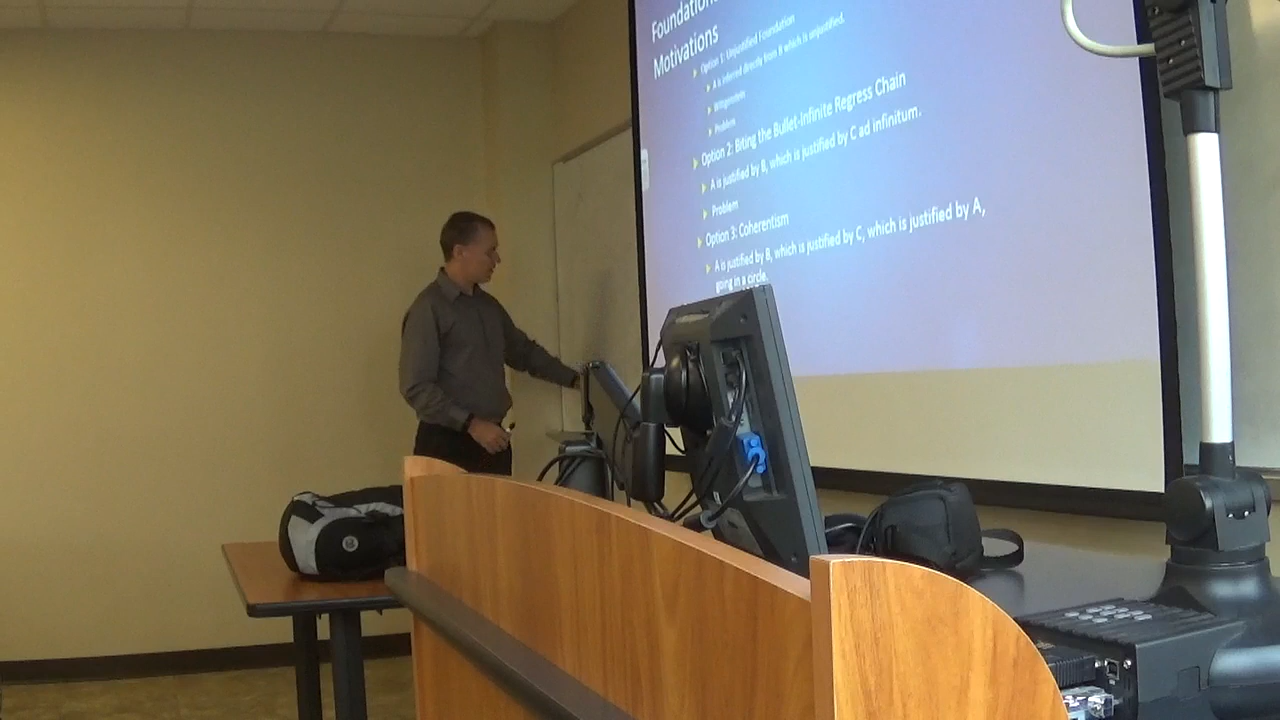 Foundation
Motivations
Option 1: Unjustified Foundation
A is inferred directly from B which is unjustified.
Wittgenstein
Problem
Option 2: Biting the Bullet-Infinite Regress Chain
A is justified by B, which is justified by C ad infinitum.
Problem
Option 3: Coherentism
A is justified by B, which is justified by C, which is justified by A,
going in a circle.